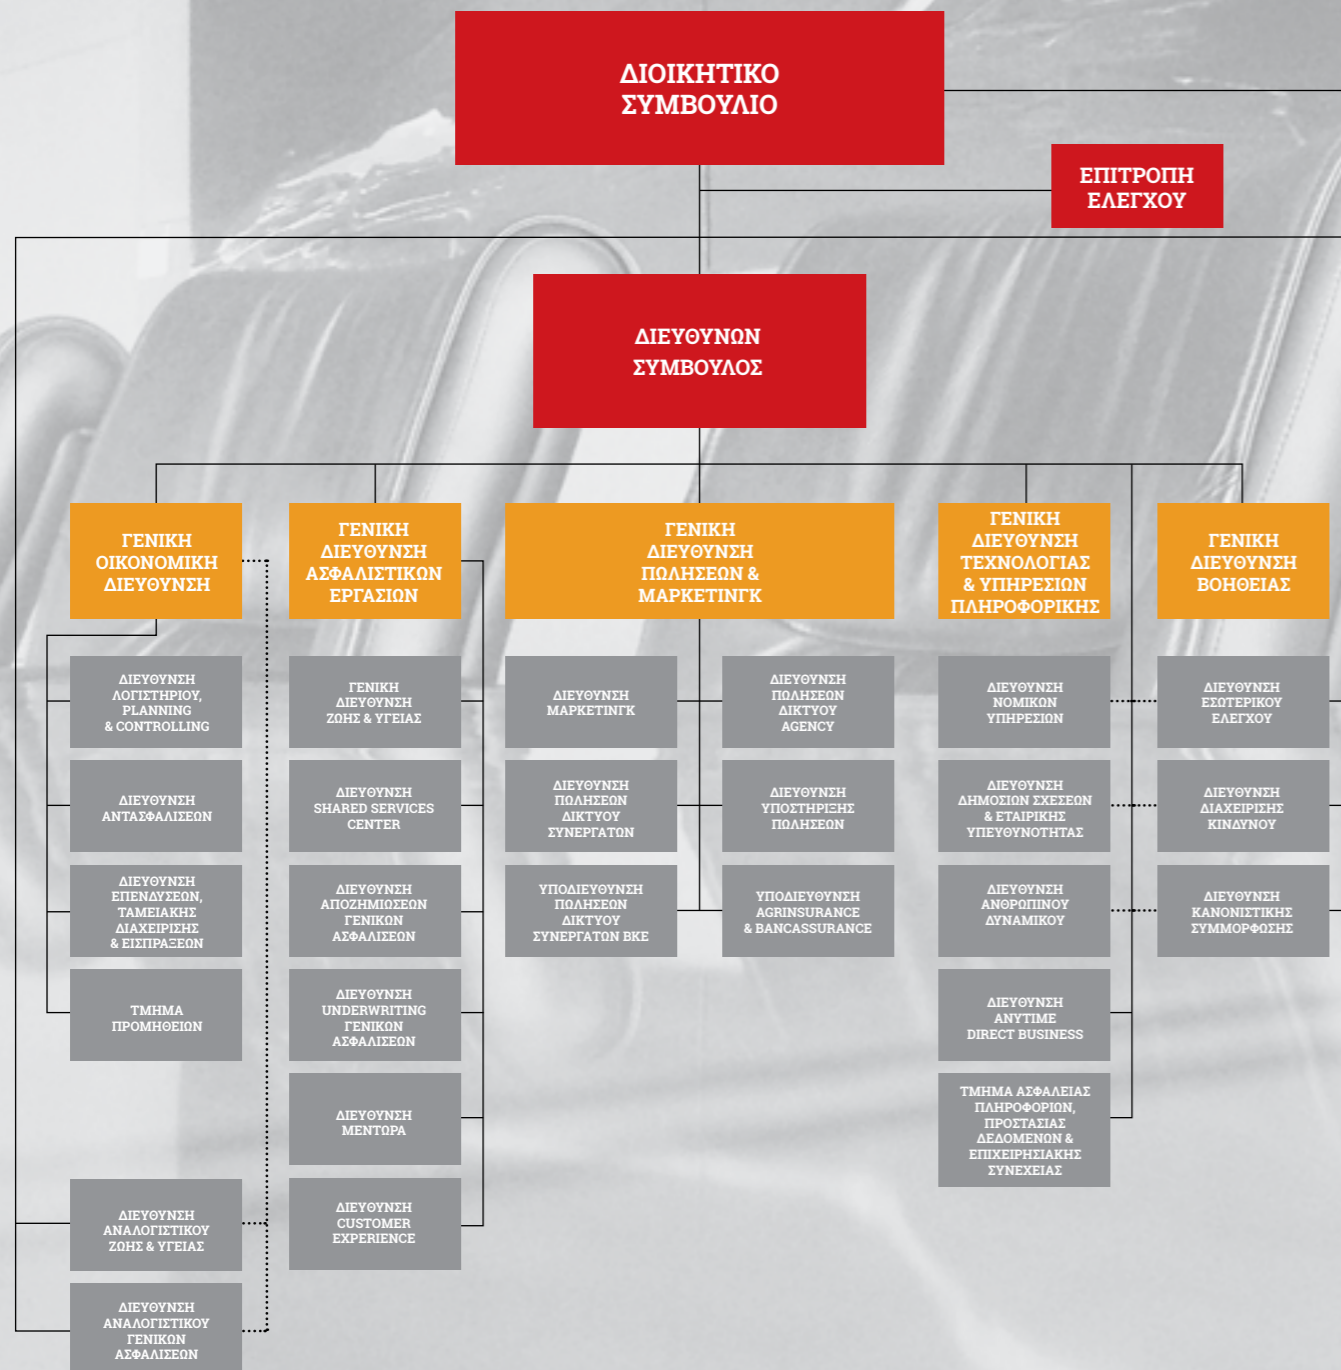 ΔΙΟΙΚΗΤΙΚΟ
ΣΥΜΒΟΥΛΙΟ
ΕΠΙΤΡΟΠΗ
ΕΛΕΓΧΟΥ
ΔΙΕΥΘΥΝΩΝ
ΣΥΜΒΟΥΛΟΣ
ΓΕΝΙΚΗ
ΟΙΚΟΝΟΜΙΚΗ
ΔΙΕΥΘΥΝΣΗ
ΓΕΝΙΚΗ
ΔΙΕΥΘΥΝΣΗ
ΑΣΦΑΛΙΣΤΙΚΩΝ
ΕΡΓΑΣΙΩΝ
ΓΕΝΙΚΗ
ΔΙΕΥΘΥΝΣΗ
ΠΩΛΗΣΕΩΝ &
ΜΑΡΚΕΤΙΝΓΚ
ΓΕΝΙΚΗ
ΔΙΕΥΘΥΝΣΗ
ΤΕΧΝΟΛΟΓΙΑΣ
& ΥΠΗΡΕΣΙΩΝ
ΠΛΗΡΟΦΟΡΙΚΗΣ
ΓΕΝΙΚΗ
ΔΙΕΥΘΥΝΣΗ
ΒΟΗΘΕΙΑΣ
ΔΙΕΥΘΥΝΣΗ
ΛΟΓΙΣΤΗΡΙΟΥ,
PLANNING
& CONTROLLING
ΔΙΕΥΘΥΝΣΗ
ΑΝΤΑΣΦΑΛΙΣΕΩΝ
ΔΙΕΥΘΥΝΣΗ
ΕΠΕΝΔΥΣΕΩΝ,
ΤΑΜΕΙΑΚΗΣ
ΔΙΑΧΕΙΡΙΣΗΣ
& ΕΙΣΠΡΑΞΕΩΝ
ΤΜΗΜΑ
ΠΡΟΜΗΘΕΙΩΝ
ΔΙΕΥΘΥΝΣΗ
ΑΝΑΛΟΓΙΣΤΙΚΟΥ
ΖΩΗΣ & ΥΓΕΙΑΣ
ΔΙΕΥΘΥΝΣΗ
ΑΝΑΛΟΓΙΣΤΙΚΟΥ
ΓΕΝΙΚΩΝ
ΑΣΦΑΛΙΣΕΩΝ
ΓΕΝΙΚΗ
ΔΙΕΥΘΥΝΣΗ
ΖΩΗΣ & ΥΓΕΙΑΣ
ΔΙΕΥΘΥΝΣΗ
SHARED SERVICES
CENTER
ΔΙΕΥΘΥΝΣΗ
ΑΠΟΖΗΜΙΩΣΕΩΝ
ΓΕΝΙΚΩΝ
ΑΣΦΑΛΙΣΕΩΝ
ΔΙΕΥΘΥΝΣΗ
UNDERWRITING
ΓΕΝΙΚΩΝ
ΑΣΦΑΛΙΣΕΩΝ
ΔΙΕΥΘΥΝΣΗ
ΜΕΝΤΩΡΑ
ΔΙΕΥΘΥΝΣΗ
CUSTOMER
EXPERIENCE
ΔΙΕΥΘΥΝΣΗ
ΜΑΡΚΕΤΙΝΓΚ
ΔΙΕΥΘΥΝΣΗ
ΠΩΛΗΣΕΩΝ
ΔΙΚΤΥΟΥ
ΣΥΝΕΡΓΑΤΩΝ
ΥΠΟΔΙΕΥΘΥΝΣΗ
ΠΩΛΗΣΕΩΝ
ΔΙΚΤΥΟΥ
ΣΥΝΕΡΓΑΤΩΝ ΒΚΕ
ΔΙΕΥΘΥΝΣΗ
ΠΩΛΗΣΕΩΝ
ΔΙΚΤΥΟΥ
AGENCY
ΔΙΕΥΘΥΝΣΗ
ΥΠΟΣΤΗΡΙΞΗΣ
ΠΩΛΗΣΕΩΝ
ΥΠΟΔΙΕΥΘΥΝΣΗ
AGRINSURANCE
& BANCASSURANCE
ΔΙΕΥΘΥΝΣΗ
ΝΟΜΙΚΩΝ
ΥΠΗΡΕΣΙΩΝ
ΔΙΕΥΘΥΝΣΗ
ΔΗΜΟΣΙΩΝ ΣΧΕΣΕΩΝ
& ΕΤΑΙΡΙΚΗΣ
ΥΠΕΥΘΥΝΟΤΗΤΑΣ
ΔΙΕΥΘΥΝΣΗ
ΑΝΘΡΩΠΙΝΟΥ
ΔΥΝΑΜΙΚΟΥ
ΔΙΕΥΘΥΝΣΗ
ANYTIME
DIRECT BUSINESS
ΤΜΗΜΑ ΑΣΦΑΛΕΙΑΣ
ΠΛΗΡΟΦΟΡΙΩΝ,
ΠΡΟΣΤΑΣΙΑΣ
ΔΕΔΟΜΕΝΩΝ &
ΕΠΙΧΕΙΡΗΣΙΑΚΗΣ
ΣΥΝΕΧΕΙΑΣ
ΔΙΕΥΘΥΝΣΗ
ΕΣΩΤΕΡΙΚΟΥ
ΕΛΕΓΧΟΥ
ΔΙΕΥΘΥΝΣΗ
ΔΙΑΧΕΙΡΙΣΗΣ
ΚΙΝΔΥΝΟΥ
ΔΙΕΥΘΥΝΣΗ
ΚΑΝΟΝΙΣΤΙΚΗΣ
ΣΥΜΜΟΡΦΩΣΗΣ